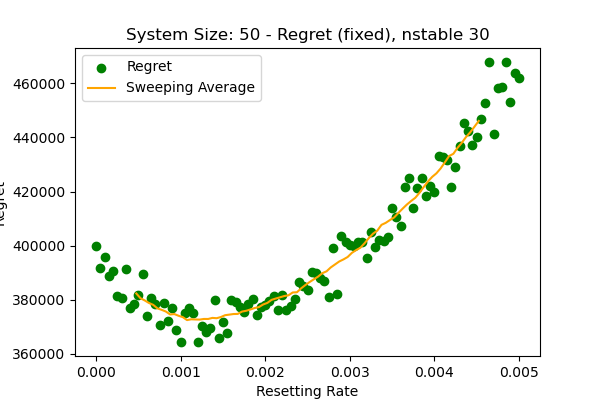 System Size: 50 - Regret (fixed), nstable 30
Regret
Sweeping Average
460000
440000
420000
400000
380000
360000
Regret
0.000
0.001
0.002
0.003
0.004
0.005
Resetting Rate